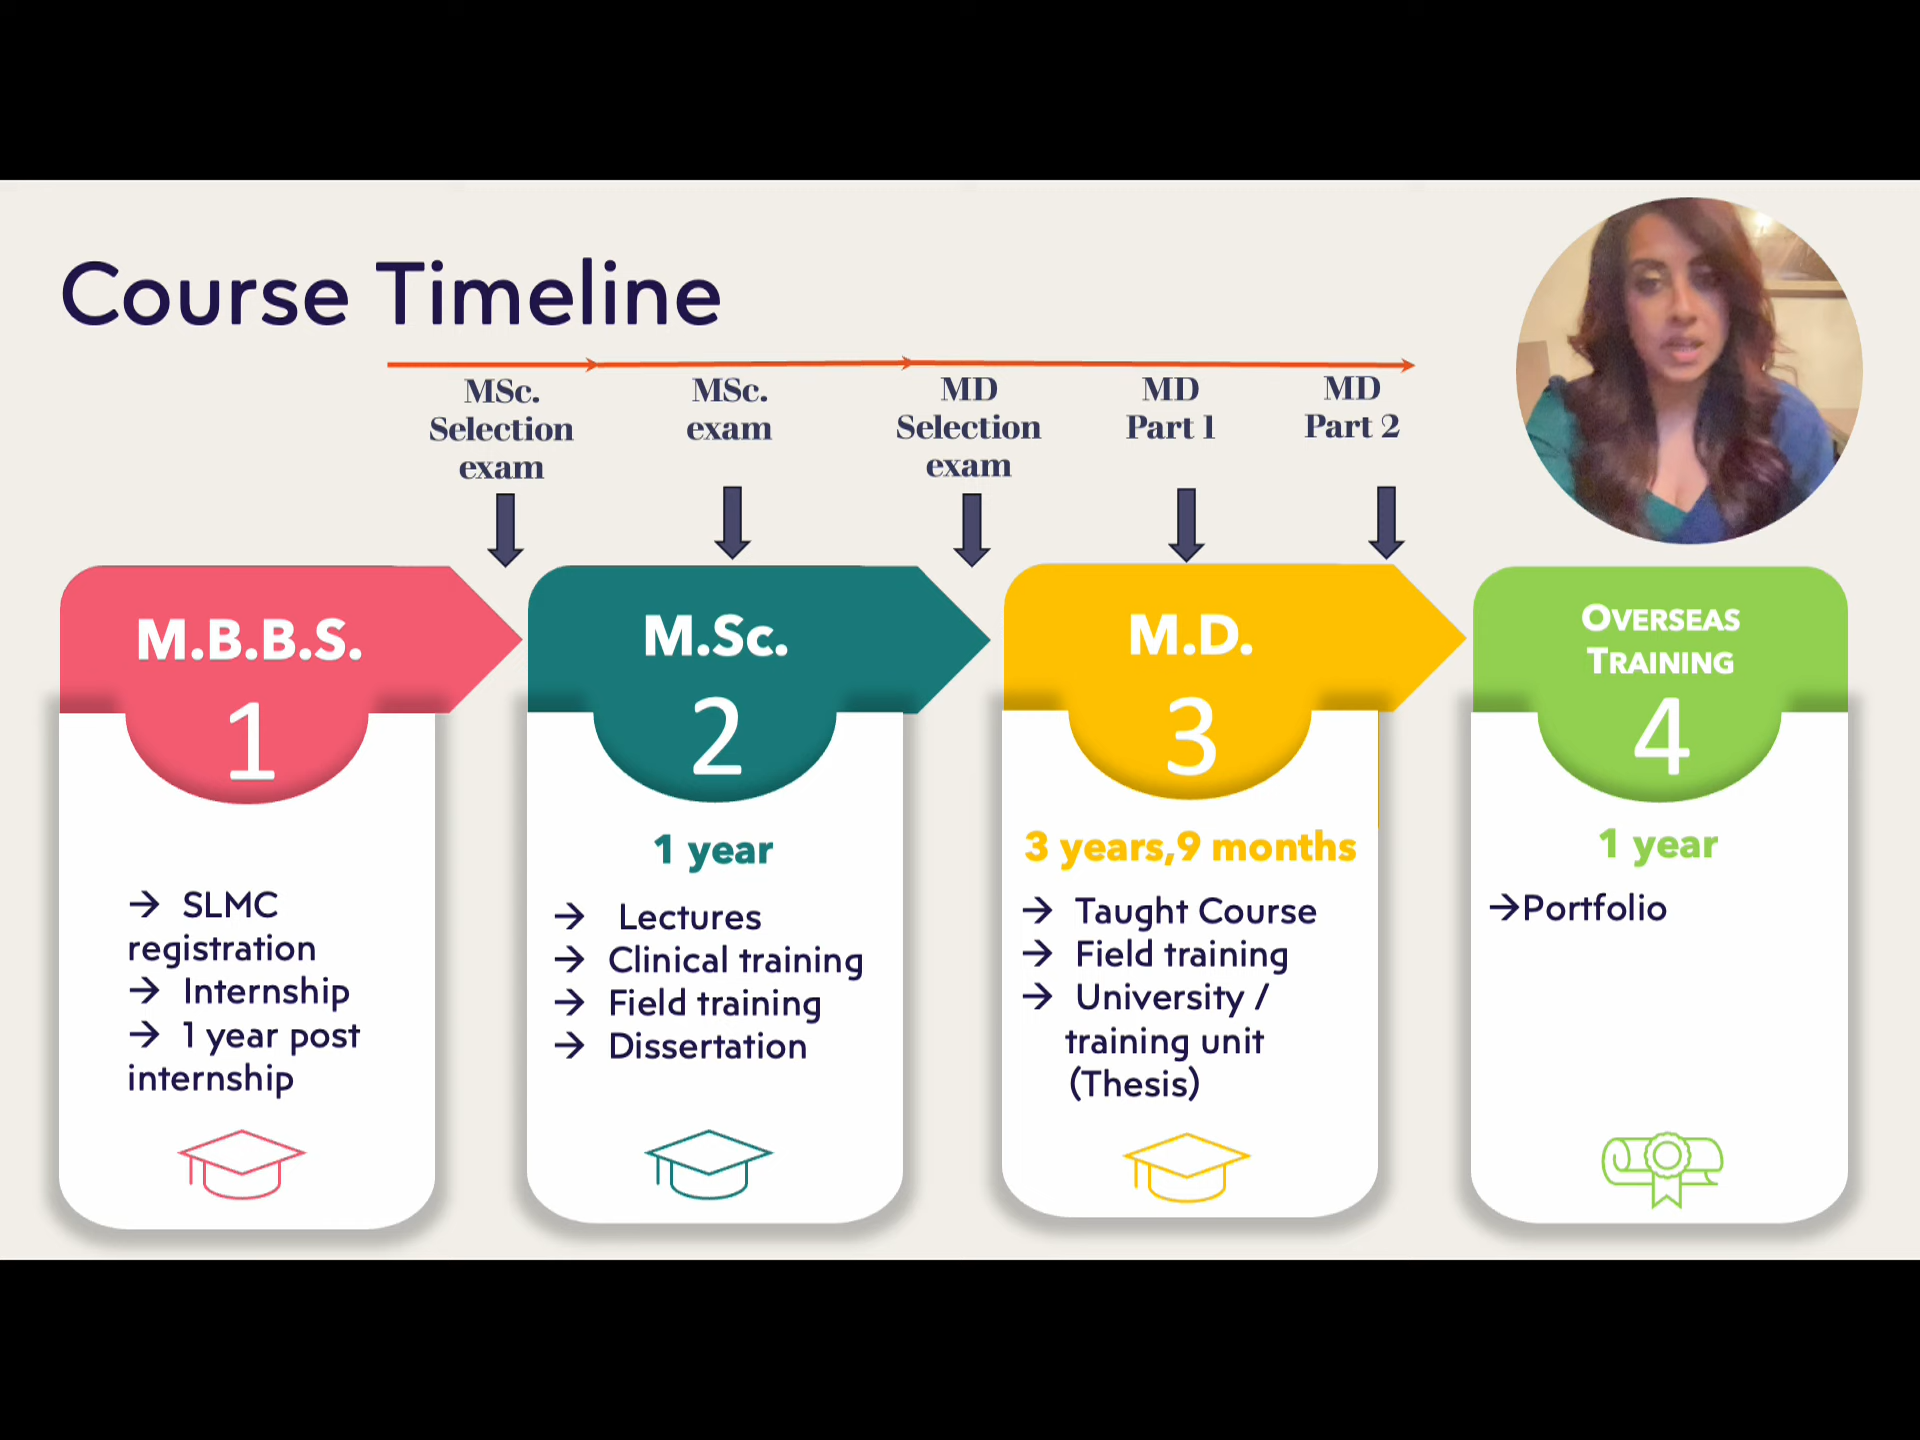 Course Timeline
MSc.
Selection
exam
MSc.
exam
MD
Selection
exam
MD
Part 1
MD
Part 2
M.B.B.S.
1
→ SLMC
registration
→ Internship
→ 1 year post
internship
M.Sc.
2
1 year
→ Lectures
→ Clinical training
→ Field training
→ Dissertation
M.D.
3
3 years,9 months
→ Taught Course
→ Field training
→ University /
training unit
(Thesis)
OVERSEAS
TRAINING
4
1 year
→Portfolio